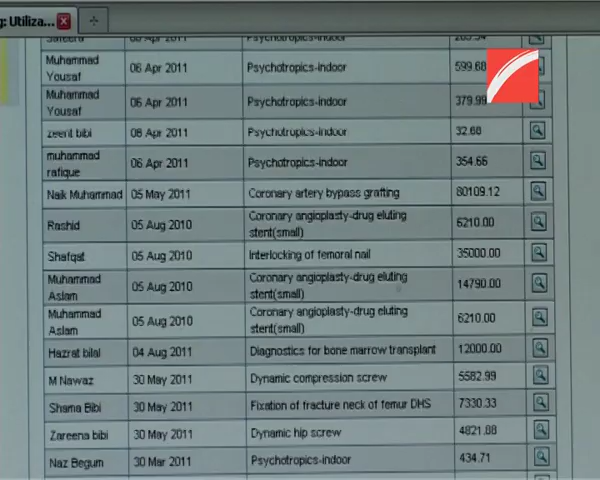 g: Utiliza...
Safeera 06 Apr 2011 Psychotropics-indoor
Muhammad Yousaf 06 Apr 2011 Psychotropics-indoor 599.68
Muhammad Yousaf 06 Apr 2011 Psychotropics-indoor 379.99
zeent bibi 06 Apr 2011 Psychotropics-indoor 32.68
muhammad rafique 06 Apr 2011 Psychotropics-indoor 354.66
Naik Muhammad 05 May 2011 Coronary artery bypass grafting 80109.12
Rashid 05 Aug 2010 Coronary angioplasty-drug eluting stent(small) 6210.00
Shafqat 05 Aug 2010 Interlocking of femoral nail 35000.00
Muhammad Aslam 05 Aug 2010 Coronary angioplasty-drug eluting stent(small) 14790.00
Muhammad Aslam 05 Aug 2010 Coronary angioplasty-drug eluting stent(small) 6210.00
Hazrat bilal 04 Aug 2011 Diagnostics for bone marrow transplant 12000.00
M Nawaz 30 May 2011 Dynamic compression screw 5582.99
Shama Bibi 30 May 2011 Fixation of fracture neck of femur DHS 7330.33
Zareena bibi 30 May 2011 Dynamic hip screw 4821.88
Naz Begum 30 Mar 2011 Psychotropics-indoor 434.71